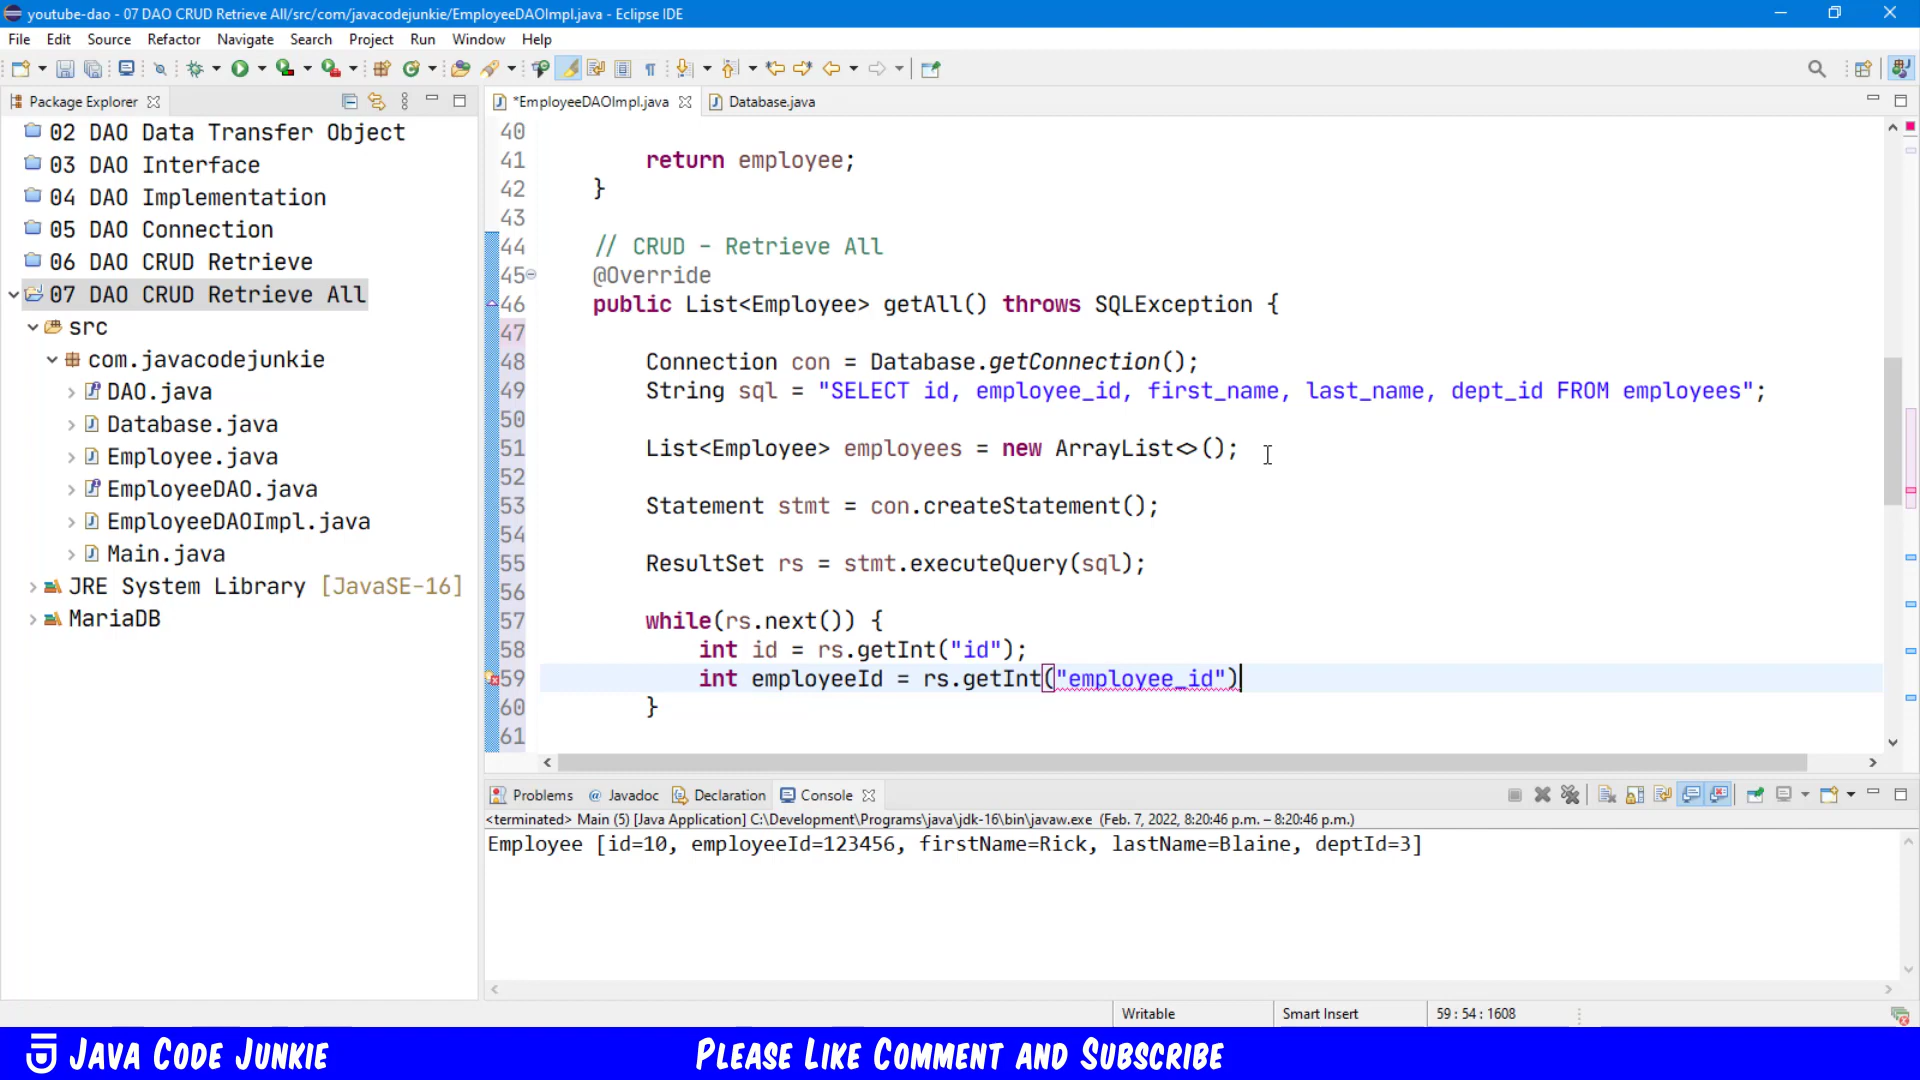 youtube-dao - 07 DAO CRUD Retrieve All/src/com/javacodejunkie/EmployeeDAOImpl.java - Eclipse IDE
File Edit Source Refactor Navigate Search Project Run Window Help
Package Explorer
02 DAO Data Transfer Object
03 DAO Interface
04 DAO Implementation
05 DAO Connection
06 DAO CRUD Retrieve
07 DAO CRUD Retrieve All
src
com.javacodejunkie
DAO.java
Database.java
Employee.java
EmployeeDAO.java
EmployeeDAOImpl.java
Main.java
JRE System Library [JavaSE-16]
MariaDB
*EmployeeDAOImpl.java Database.java
40
41 return employee;
42 }
43
44 // CRUD - Retrieve All
45 @Override
46 public List<Employee> getAll() throws SQLException {
47
48 Connection con = Database.getConnection();
49 String sql = "SELECT id, employee_id, first_name, last_name, dept_id FROM employees";
50
51 List<Employee> employees = new ArrayList<>();
52
53 Statement stmt = con.createStatement();
54
55 ResultSet rs = stmt.executeQuery(sql);
56
57 while(rs.next()) {
58 int id = rs.getInt("id");
59 int employeeId = rs.getInt("employee_id")
60 }
61
Problems Javadoc Declaration Console
<terminated> Main (5) [Java Application] C:\Development\Programs\java\jdk-16\bin\javaw.exe (Feb. 7, 2022, 8:20:46 p.m. – 8:20:46 p.m.)
Employee [id=10, employeeId=123456, firstName=Rick, lastName=Blaine, deptId=3]
Writable Smart Insert 59 : 54 : 1608
JAVA CODE JUNKIE PLEASE LIKE COMMENT AND SUBSCRIBE